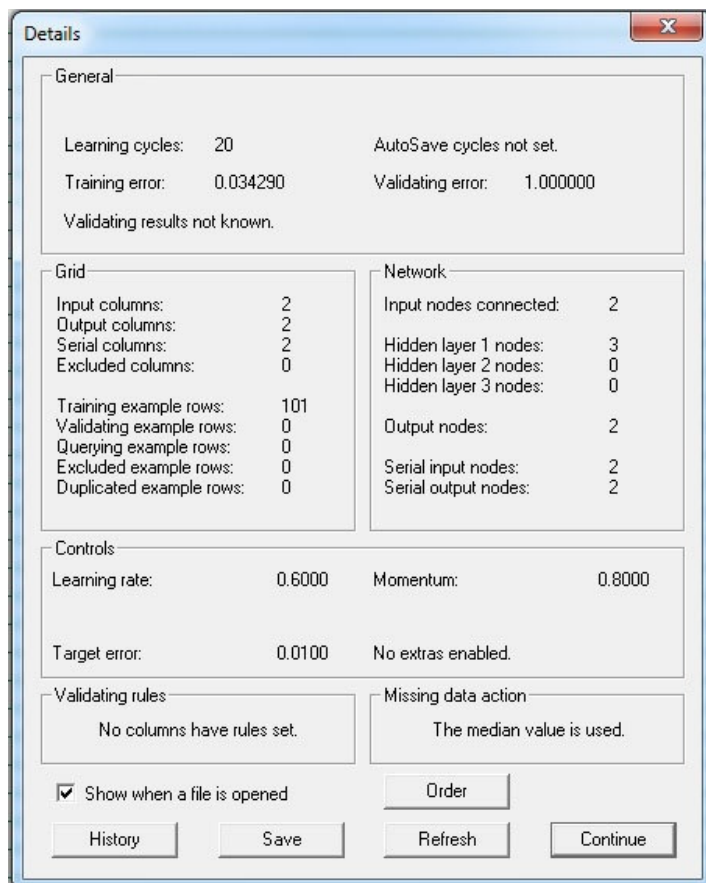 Details
General
Learning cycles: 20 AutoSave cycles not set.
Training error: 0.034290 Validating error: 1.000000
Validating results not known.
Grid
Input columns: 2
Output columns: 2
Serial columns: 2
Excluded columns: 0
Training example rows: 101
Validating example rows: 0
Querying example rows: 0
Excluded example rows: 0
Duplicated example rows: 0
Network
Input nodes connected: 2
Hidden layer 1 nodes: 3
Hidden layer 2 nodes: 0
Hidden layer 3 nodes: 0
Output nodes: 2
Serial input nodes: 2
Serial output nodes: 2
Controls
Learning rate: 0.6000 Momentum: 0.8000
Target error: 0.0100 No extras enabled.
Validating rules
No columns have rules set.
Missing data action
The median value is used.
Show when a file is opened
Order
History Save Refresh Continue